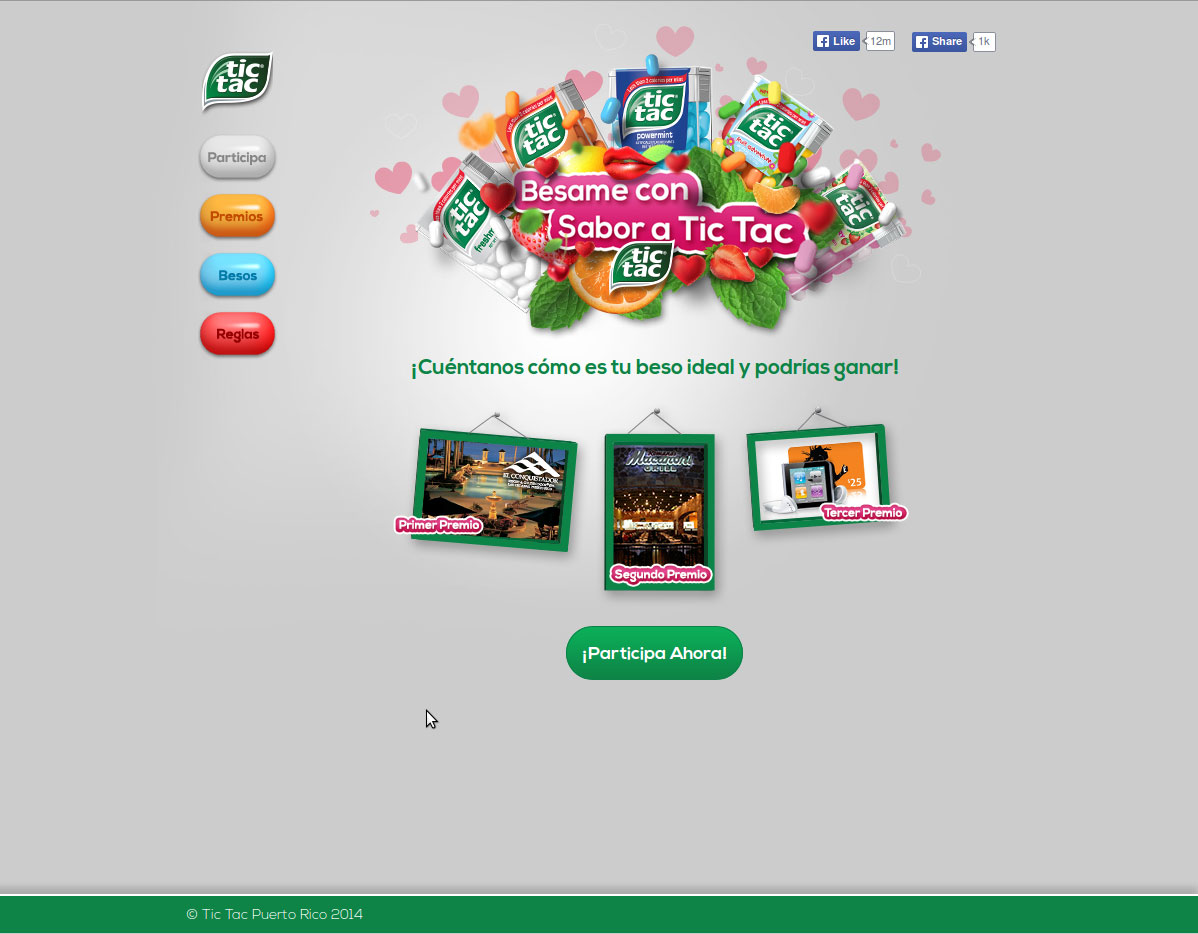 Like
12m
Share
1k
tic
tac
Participa
Premios
Besos
Reglas
tic
tac
tic
tac
powermint
tic
tac
tic
tac
fresh
tic
tac
Bésame con
Sabor a Tic Tac
tic
tac
¡Cuéntanos cómo es tu beso ideal y podrías ganar!
EL CONQUISTADOR
Primer Premio
Macaroni
GRILL
Segundo Premio
$25
Tercer Premio
¡Participa Ahora!
© Tic Tac Puerto Rico 2014